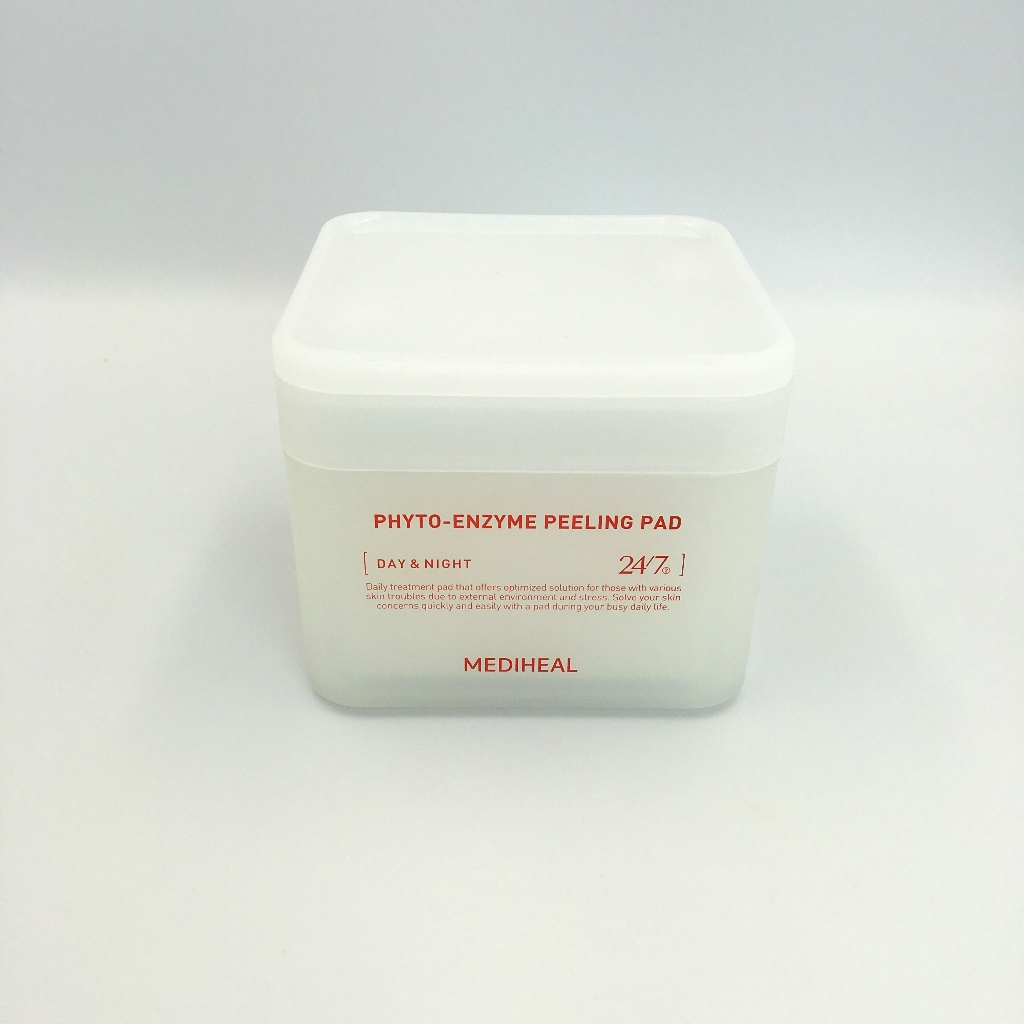 PHYTO-ENZYME PEELING PAD
[ DAY & NIGHT 24/7 ]
Daily treatment pad that offers optimized solution for those with various
skin troubles due to external environment and stress. Solve your skin
concerns quickly and easily with a pad during your busy daily life.
MEDIHEAL